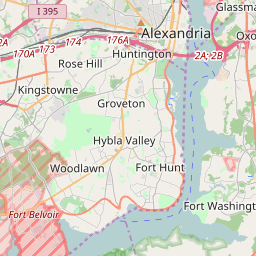 I 395
Glassma
Alexandria
174
176A
2A; 2B
Oxo
170A
173
Huntington
Rose Hill
Kingstowne
Groveton
Hybla Valley
Woodlawn
Fort Hunt
Fort Belvoir
Fort Washingt